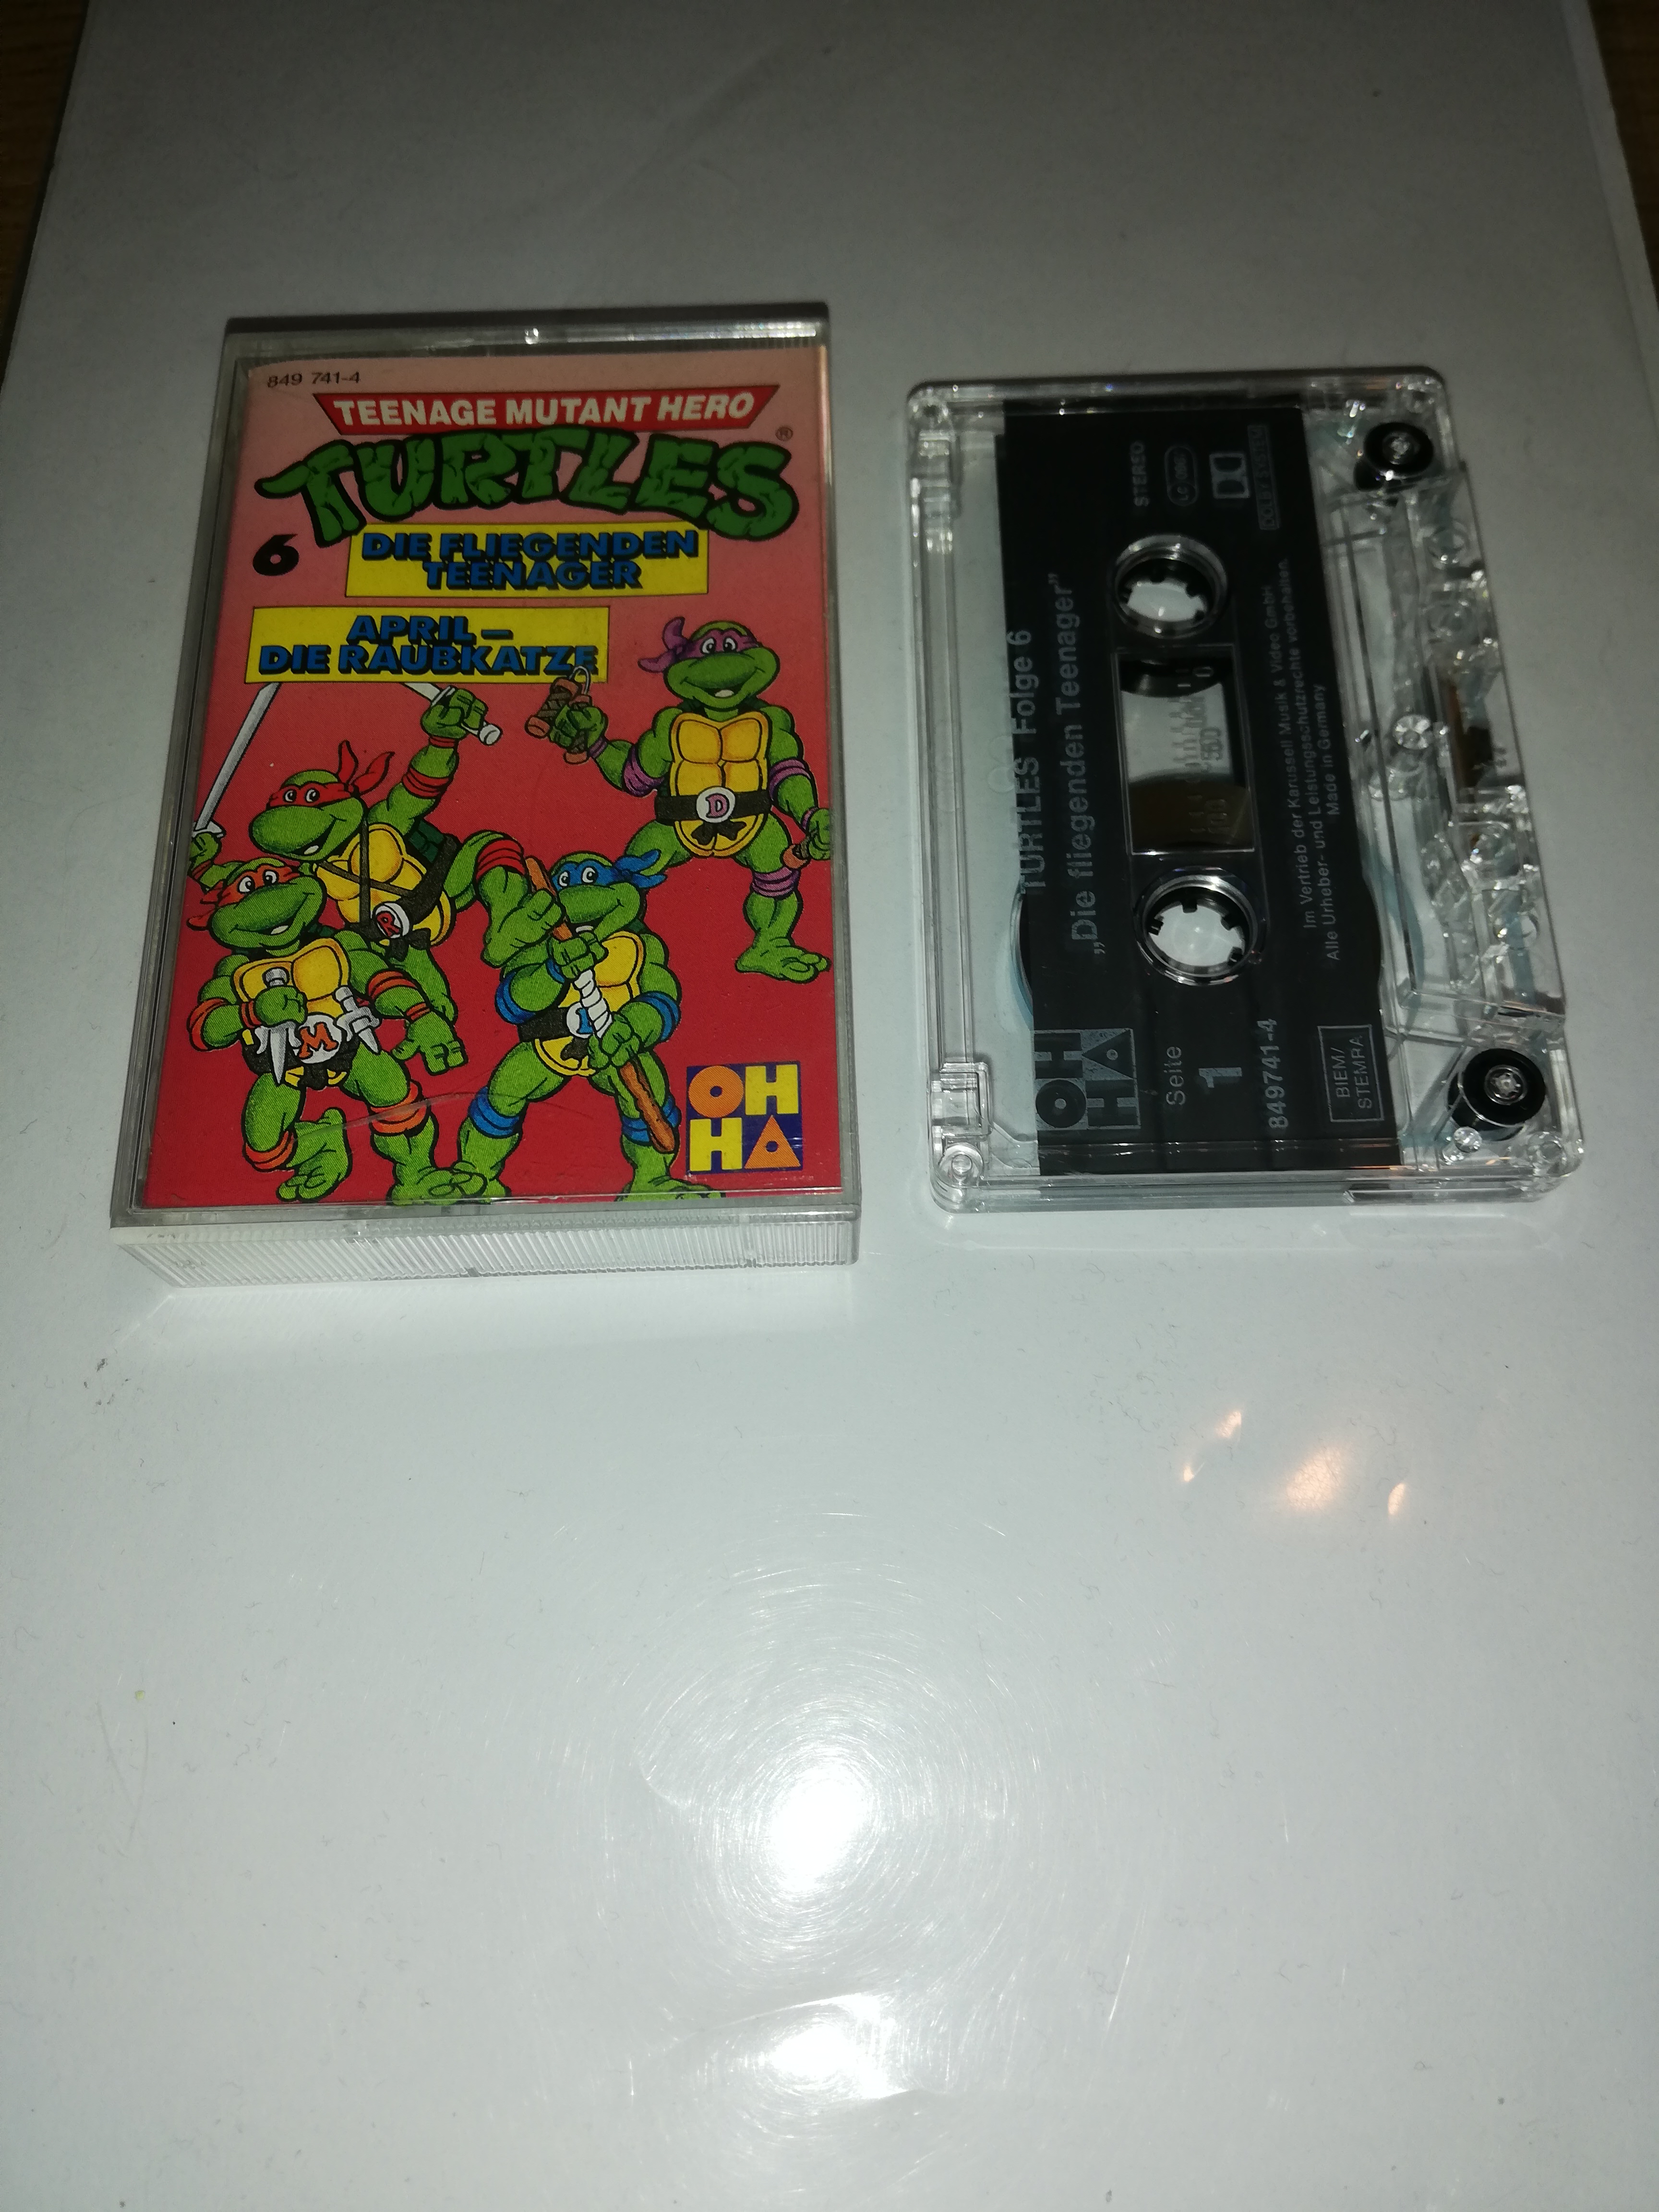 849 741-4
TEENAGE MUTANT HERO
TURTLES®
6
DIE FLIEGENDEN
TEENAGER
APRIL –
DIE RAUBKATZE
D
R
M
L
OH
HA
TURTLES Folge 6
„Die fliegenden Teenager"
OH
HA
Seite
1
849741-4
STEREO
BIEM/
STEMRA
Im Vertrieb der Karussell Musik & Video GmbH
Alle Urheber- und Leistungsschutzrechte vorbehalten.
Made in Germany